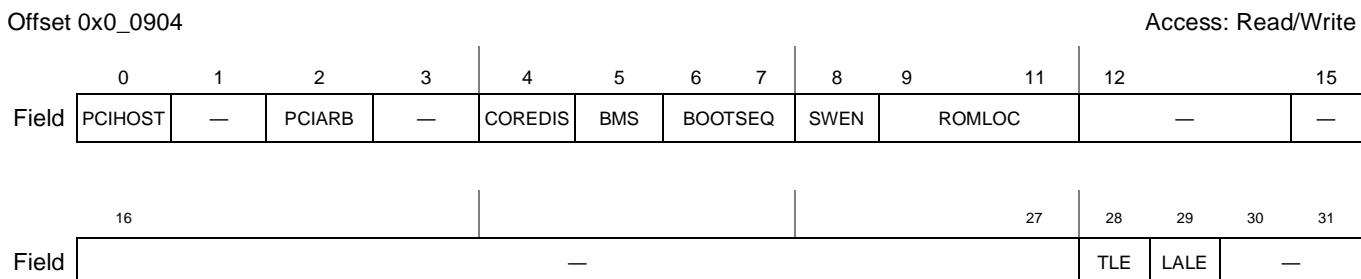 Offset 0x0_0904 Access: Read/Write
0 1 2 3 4 5 6 7 8 9 11 12 15
Field PCIHOST — PCIARB — COREDIS BMS BOOTSEQ SWEN ROMLOC — —
16 27 28 29 30 31
Field — TLE LALE —